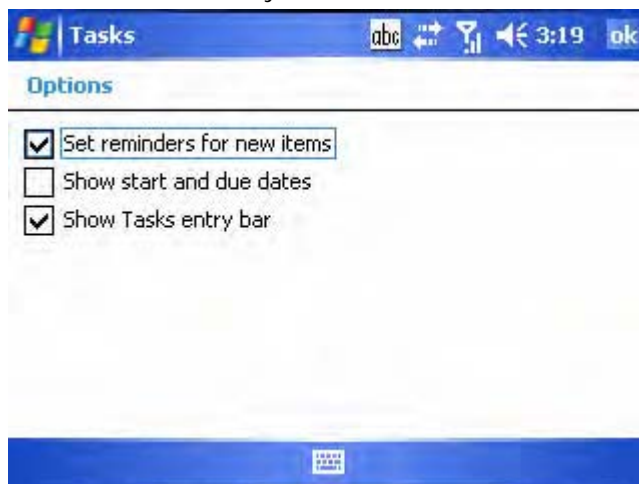 Tasks abc 3:19 ok
Options
Set reminders for new items
Show start and due dates
Show Tasks entry bar